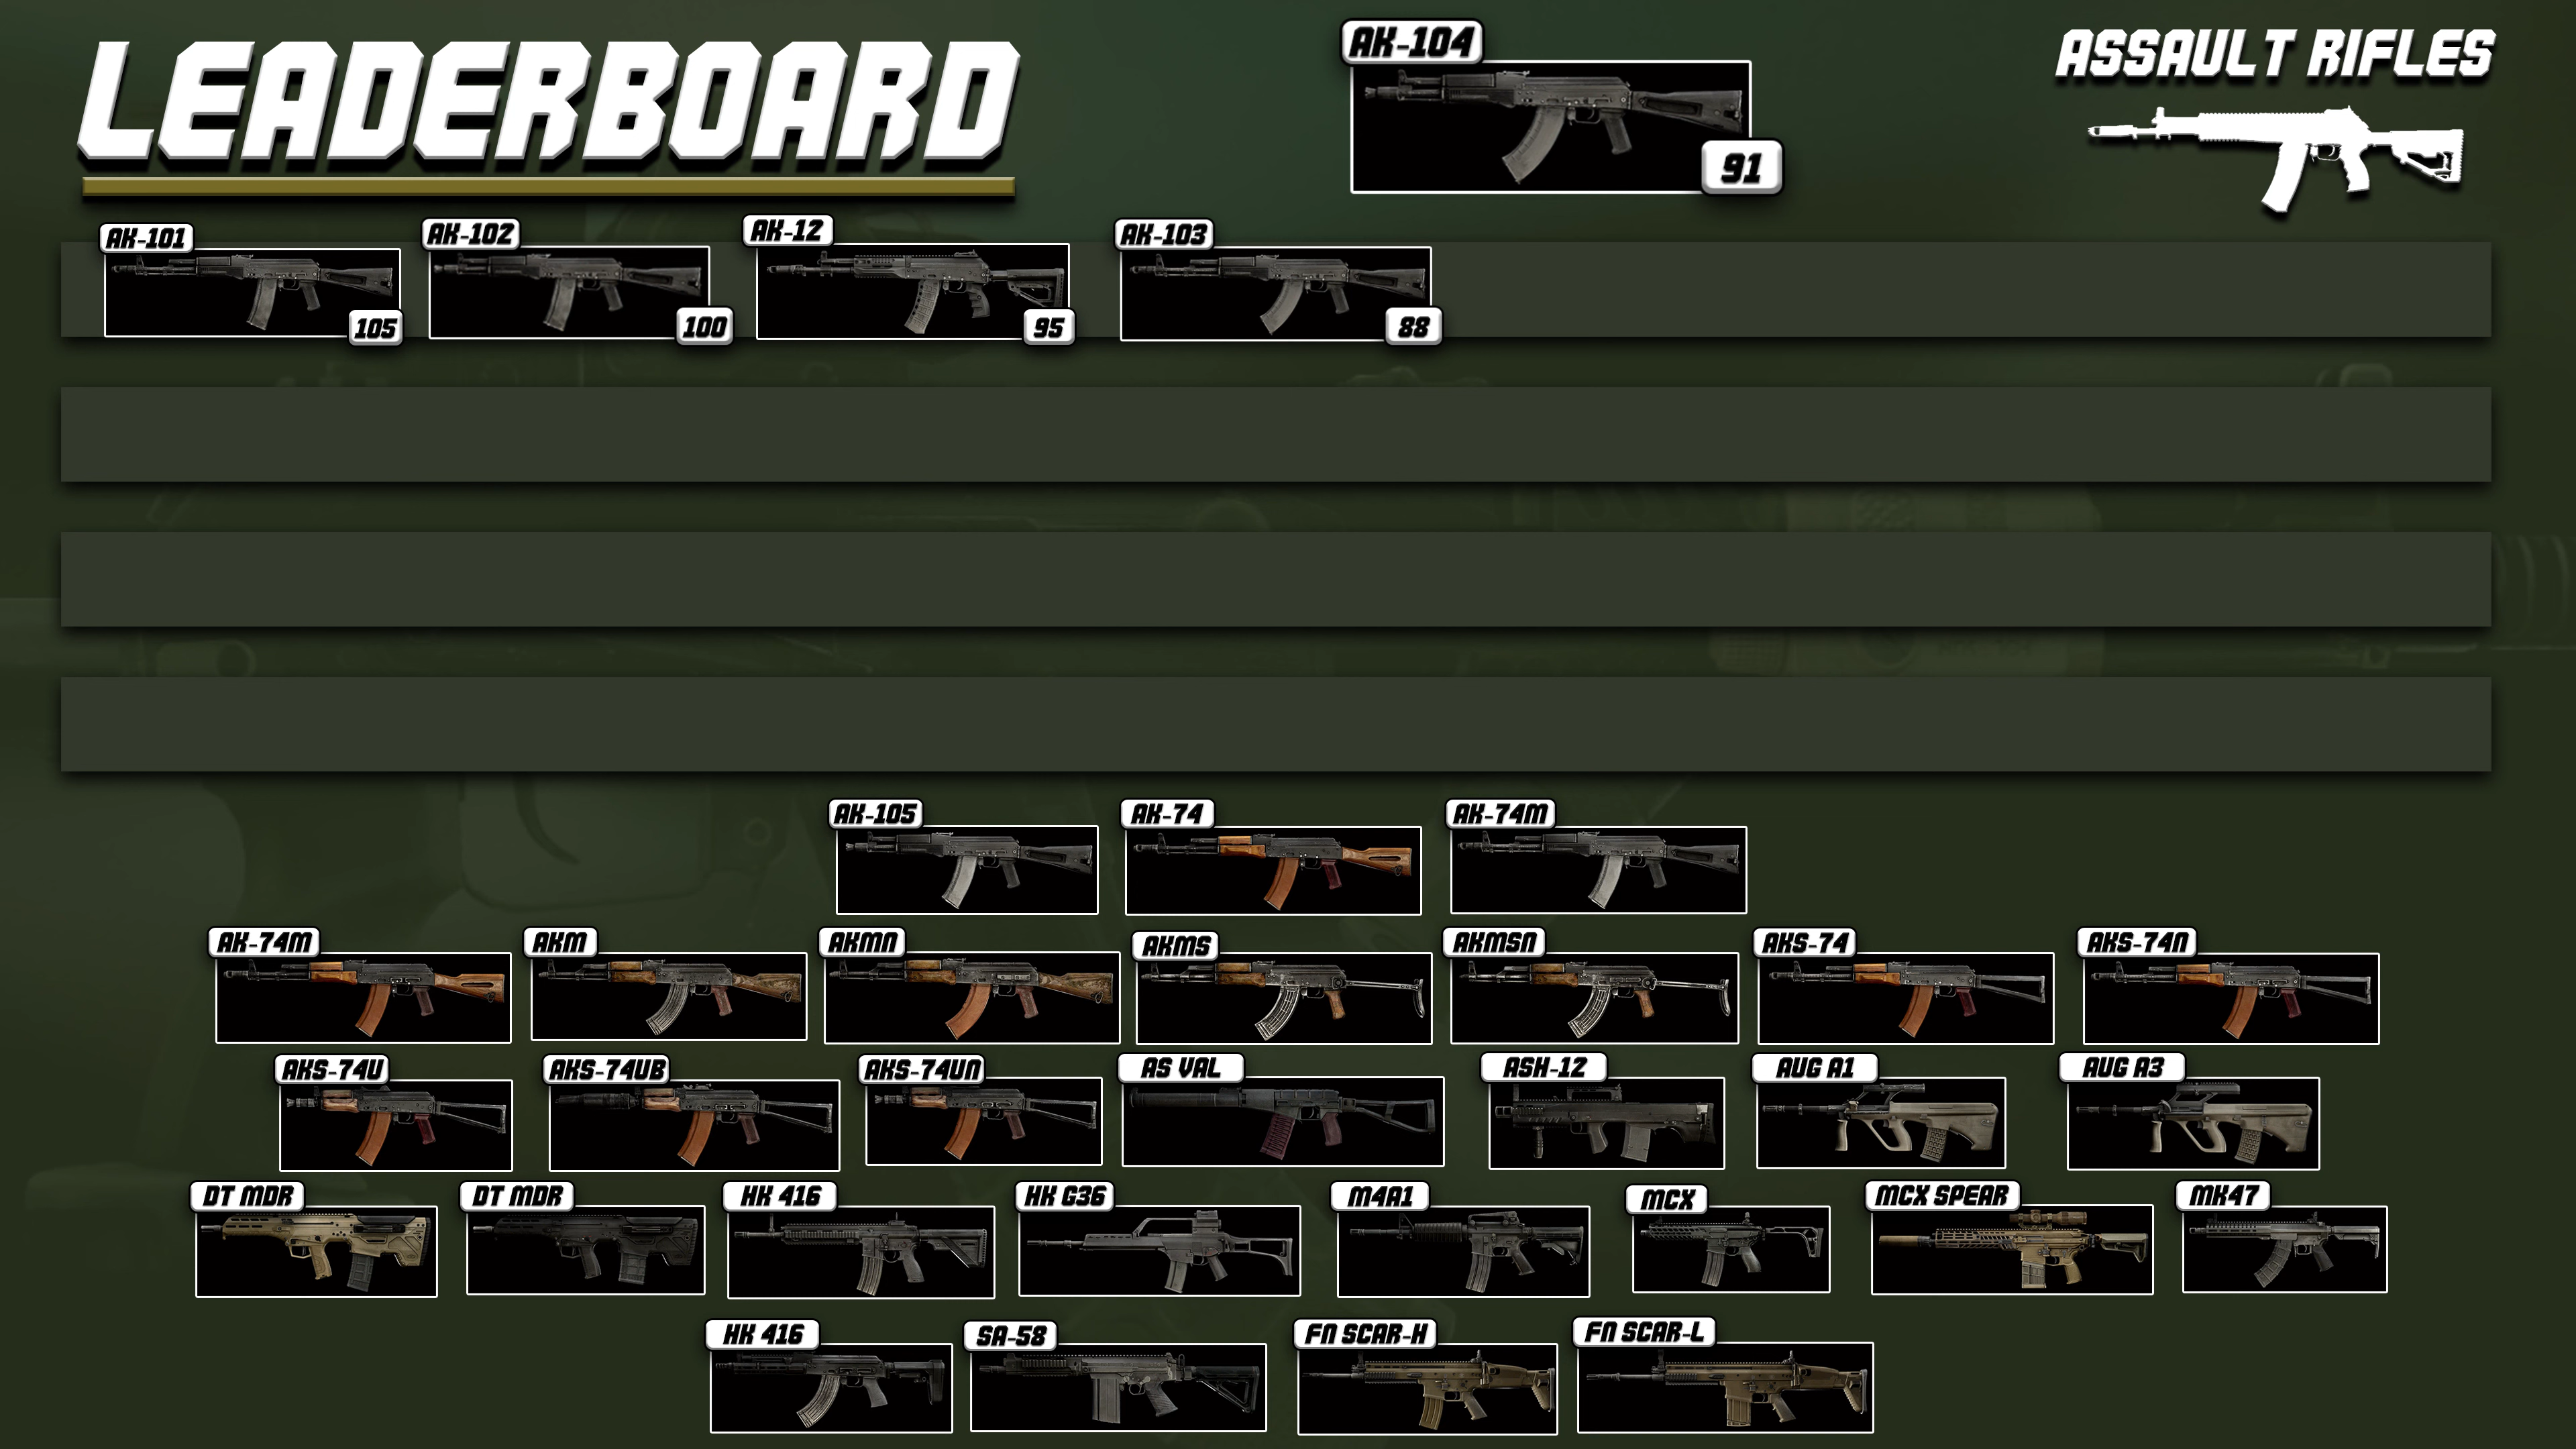 LEADERBOARD
AK-104
91
ASSAULT RIFLES
AK-101
105
AK-102
100
AK-12
95
AK-103
88
AK-105
AK-74
AK-74M
AK-74M
AKM
AKMN
AKMS
AKMSN
AKS-74
AKS-74N
AKS-74U
AKS-74UB
AKS-74UN
AS VAL
ASH-12
AUG A1
AUG A3
DT MDR
DT MDR
HK 416
HK G36
M4A1
MCX
MCX SPEAR
MK47
HK 416
SA-58
FN SCAR-H
FN SCAR-L